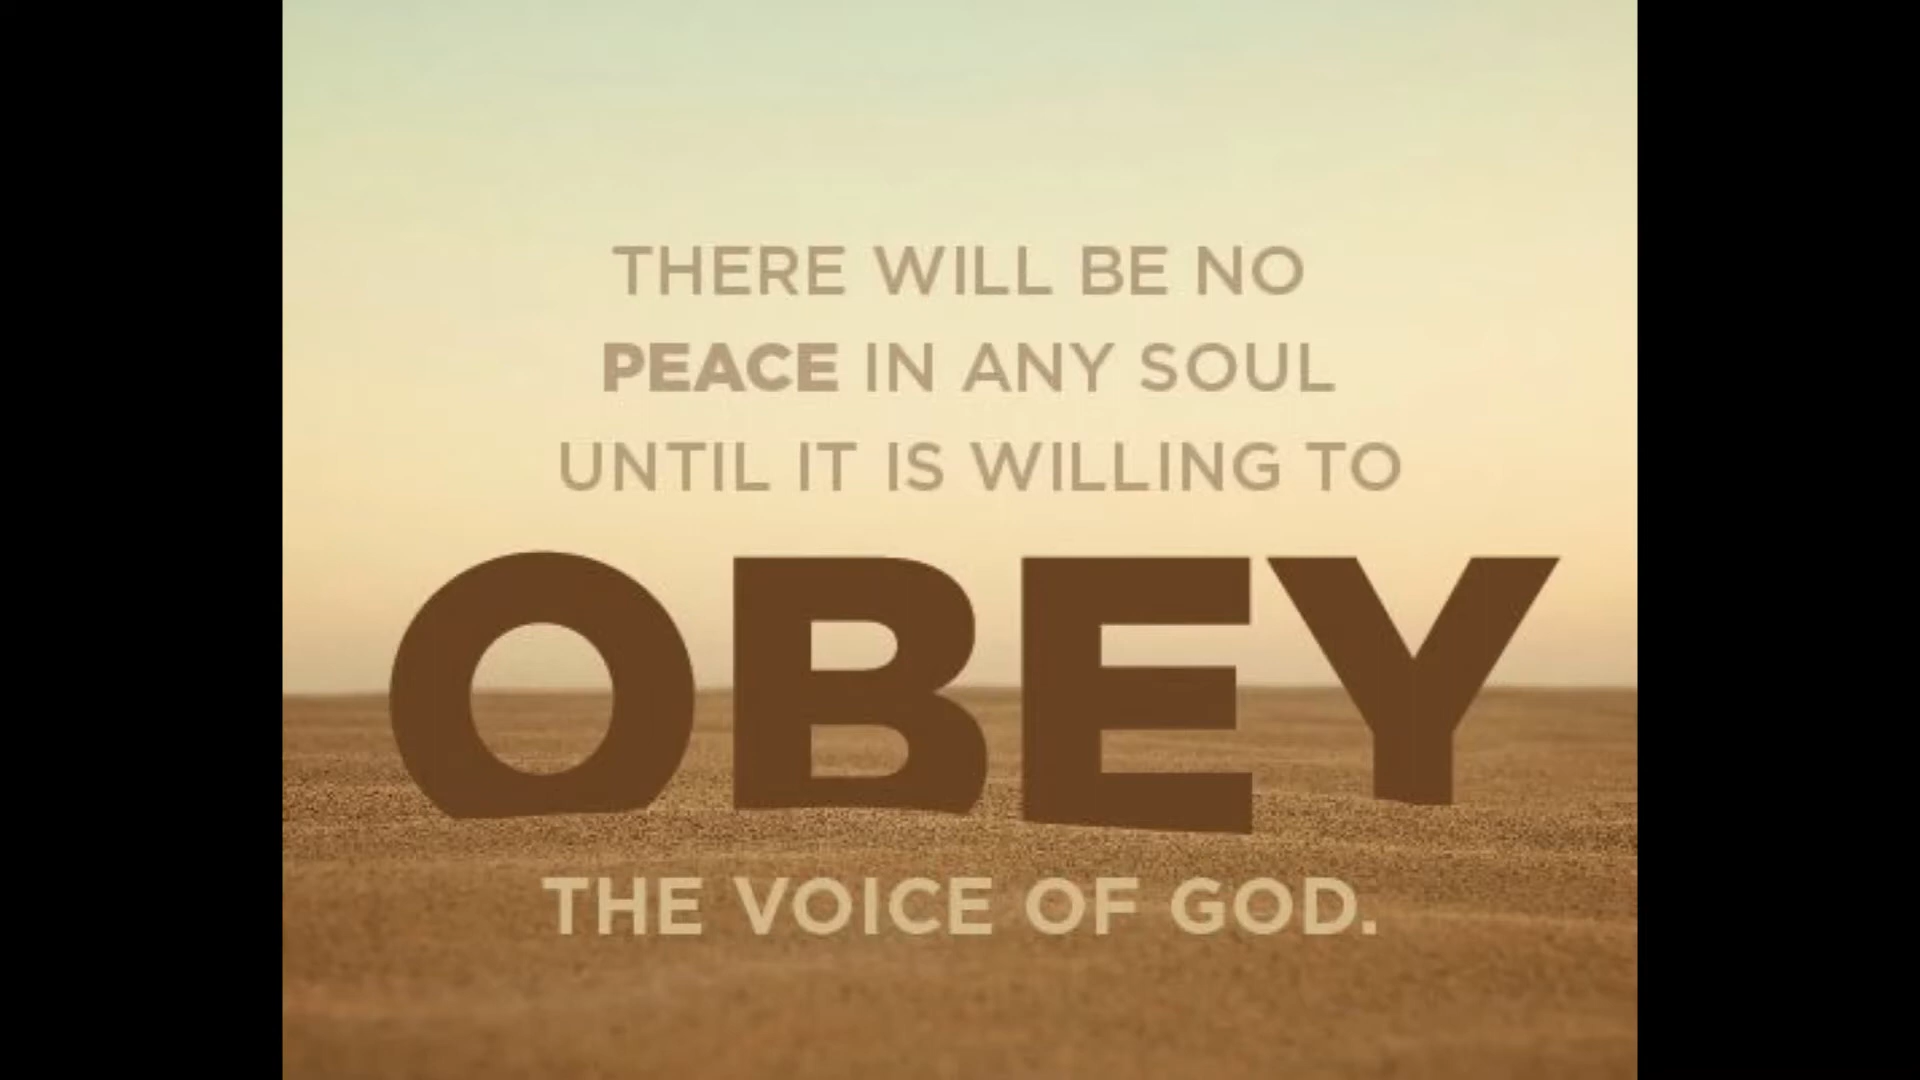 THERE WILL BE NO
PEACE IN ANY SOUL
UNTIL IT IS WILLING TO
OBEY
THE VOICE OF GOD.